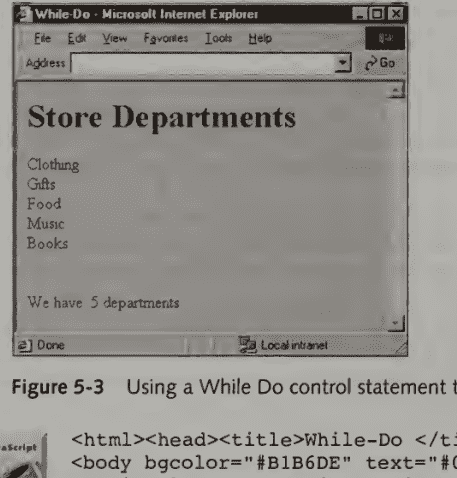 While-Do - Microsoft Internet Explorer
File Edit View Favorites Tools Help
Address Go
Store Departments
Clothing
Gifts
Food
Music
Books
We have 5 departments
Done Local intranet
Figure 5-3 Using a While Do control statement t
<html><head><title>While-Do </ti
<body bgcolor="#B1B6DE" text="#